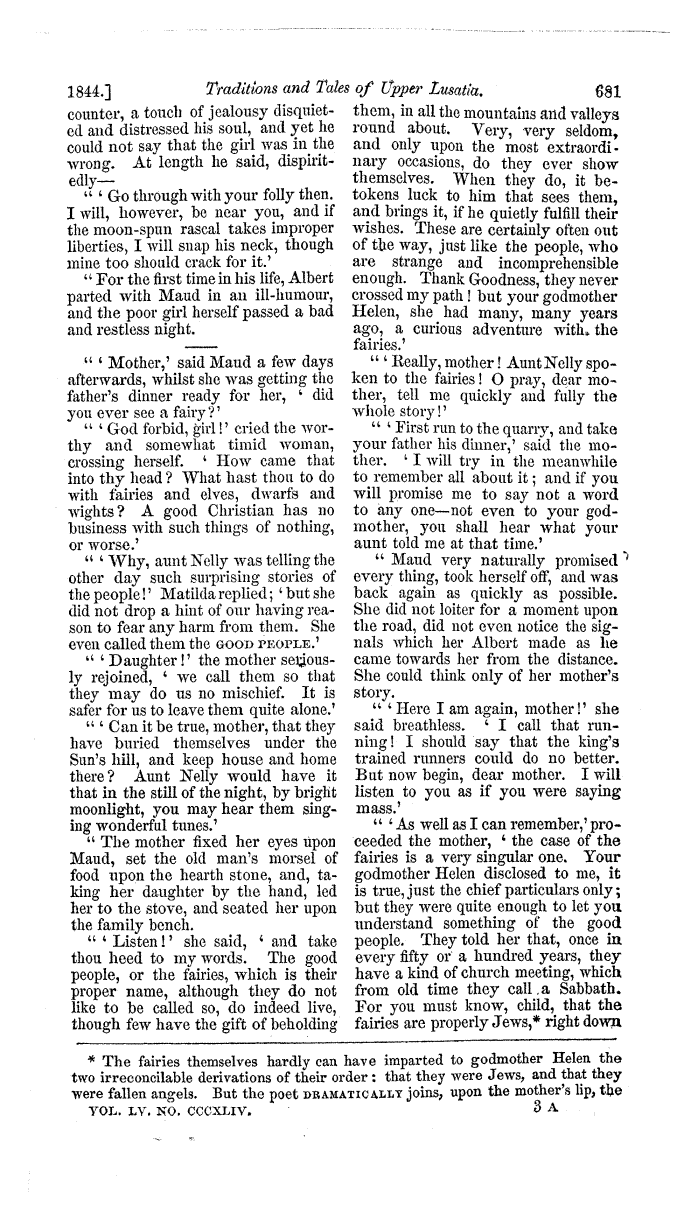 1844.] Traditions and Tales of Upper Lusatia. 681
counter, a touch of jealousy disquiet-
ed and distressed his soul, and yet he
could not say that the girl was in the
wrong. At length he said, dispirit-
edly—
“ ‘ Go through with your folly then.
I will, however, be near you, and if
the moon-spun rascal takes improper
liberties, I will snap his neck, though
mine too should crack for it.’
“ For the first time in his life, Albert
parted with Maud in an ill-humour,
and the poor girl herself passed a bad
and restless night.
“ ‘ Mother,’ said Maud a few days
afterwards, whilst she was getting the
father’s dinner ready for her, ‘ did
you ever see a fairy?’
“ ‘ God forbid, girl!’ cried the wor-
thy and somewhat timid woman,
crossing herself. ‘ How came that
into thy head? What hast thou to do
with fairies and elves, dwarfs and
wights? A good Christian has no
business with such things of nothing,
or worse.’
“ ‘ Why, aunt Nelly was telling the
other day such surprising stories of
the people!’ Matilda replied; ‘ but she
did not drop a hint of our having rea-
son to fear any harm from them. She
even called them the GOOD PEOPLE.’
“ ‘ Daughter!’ the mother serious-
ly rejoined, ‘ we call them so that
they may do us no mischief. It is
safer for us to leave them quite alone.’
“ ‘ Can it be true, mother, that they
have buried themselves under the
Sun’s hill, and keep house and home
there? Aunt Nelly would have it
that in the still of the night, by bright
moonlight, you may hear them sing-
ing wonderful tunes.’
“ The mother fixed her eyes upon
Maud, set the old man’s morsel of
food upon the hearth stone, and, ta-
king her daughter by the hand, led
her to the stove, and seated her upon
the family bench.
“ ‘ Listen!’ she said, ‘ and take
thou heed to my words. The good
people, or the fairies, which is their
proper name, although they do not
like to be called so, do indeed live,
though few have the gift of beholding
them, in all the mountains and valleys
round about. Very, very seldom,
and only upon the most extraordi-
nary occasions, do they ever show
themselves. When they do, it be-
tokens luck to him that sees them,
and brings it, if he quietly fulfill their
wishes. These are certainly often out
of the way, just like the people, who
are strange and incomprehensible
enough. Thank Goodness, they never
crossed my path! but your godmother
Helen, she had many, many years
ago, a curious adventure with the
fairies.’
“ ‘ Really, mother! Aunt Nelly spo-
ken to the fairies! O pray, dear mo-
ther, tell me quickly and fully the
whole story!’
“ ‘ First run to the quarry, and take
your father his dinner,’ said the mo-
ther. ‘ I will try in the meanwhile
to remember all about it; and if you
will promise me to say not a word
to any one—not even to your god-
mother, you shall hear what your
aunt told me at that time.’
“ Maud very naturally promised
every thing, took herself off, and was
back again as quickly as possible.
She did not loiter for a moment upon
the road, did not even notice the sig-
nals which her Albert made as he
came towards her from the distance.
She could think only of her mother’s
story.
“ ‘ Here I am again, mother!’ she
said breathless. ‘ I call that run-
ning! I should say that the king’s
trained runners could do no better.
But now begin, dear mother. I will
listen to you as if you were saying
mass.’
“ ‘ As well as I can remember,’ pro-
ceeded the mother, ‘ the case of the
fairies is a very singular one. Your
godmother Helen disclosed to me, it
is true, just the chief particulars only;
but they were quite enough to let you
understand something of the good
people. They told her that, once in
every fifty or a hundred years, they
have a kind of church meeting, which
from old time they call a Sabbath.
For you must know, child, that the
fairies are properly Jews,* right down
* The fairies themselves hardly can have imparted to godmother Helen the
two irreconcilable derivations of their order: that they were Jews, and that they
were fallen angels. But the poet DRAMATICALLY joins, upon the mother’s lip, the
VOL. LV. NO. CCCXLIV. 3 A